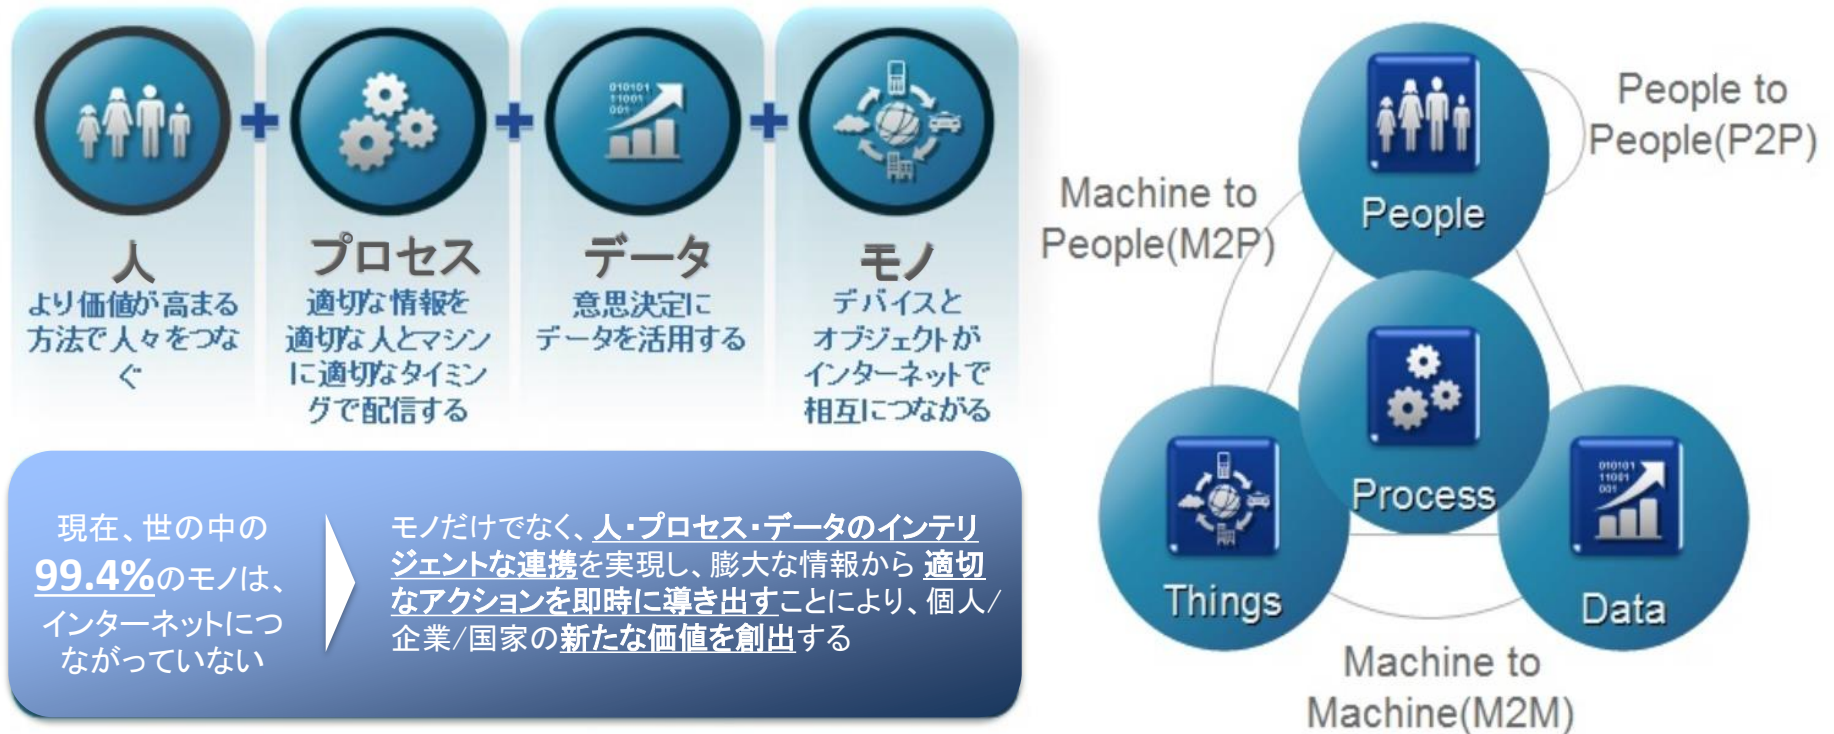 人
より価値が高まる
方法で人々をつな
ぐ
プロセス
適切な情報を
適切な人とマシン
に適切なタイミン
グで配信する
010101
11001
001
データ
意思決定に
データを活用する
モノ
デバイスと
オブジェクトが
インターネットで
相互につながる
現在、世の中の
99.4%のモノは、
インターネットにつ
ながっていない
モノだけでなく、人・プロセス・データのインテリ
ジェントな連携を実現し、膨大な情報から 適切
なアクションを即時に導き出すことにより、個人/
企業/国家の新たな価値を創出する
People to
People(P2P)
Machine to
People(M2P)
People
Process
Things
010101
11001
001
Data
Machine to
Machine(M2M)